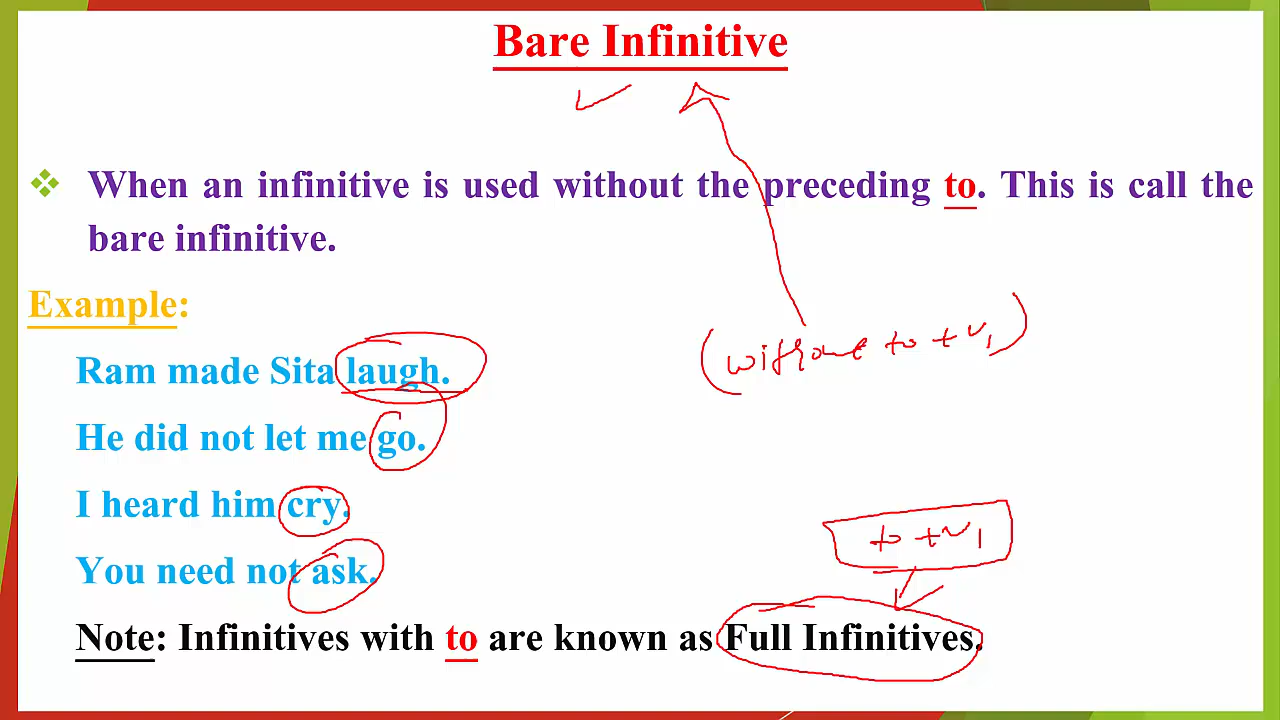 Bare Infinitive
When an infinitive is used without the preceding to. This is call the
bare infinitive.
Example:
(without to + v1)
Ram made Sita laugh.
He did not let me go.
I heard him cry.
to + v1
You need not ask.
Note: Infinitives with to are known as Full Infinitives.